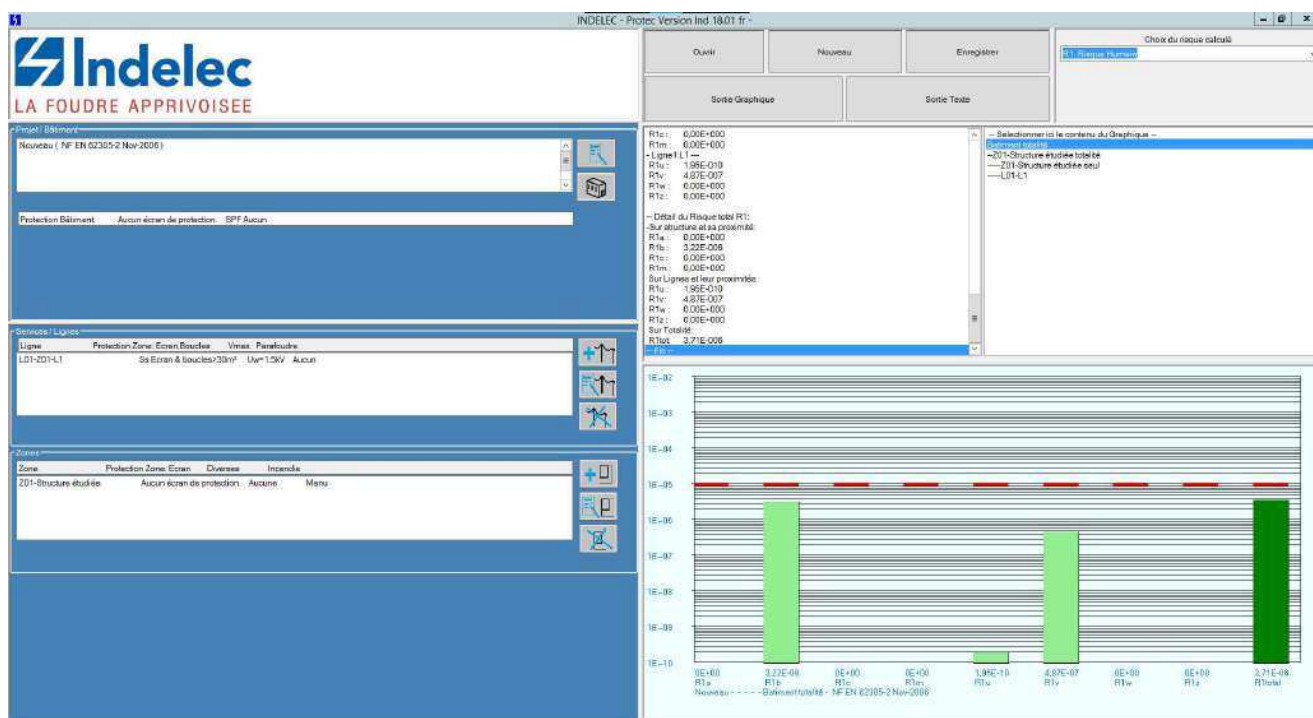 INDELEC - Protec Version Ind 18.01 fr -
Indelec
LA FOUDRE APPRIVOISEE
Ouvrir
Nouveau
Enregistrer
Sortie Graphique
Sortie Texte
Choix du risque calculé
R1-Risque Humain
Projet / Bâtiment
Nouveau ( NF EN 62305-2 Nov-2006 )
Protection Bâtiment Aucun écran de protection. SPF Aucun
Services / Lignes
Ligne Protection Zone: Ecran,Boucles Vmax Parafoudre
L01-Z01-L1 Ss Ecran & boucles>30m² Uw=1.5kV Aucun
Zones
Zone Protection Zone: Ecran Diverses Incendie
Z01-Structure étudiée Aucun écran de protection. Aucune Manu
R1c : 0,00E+000
R1m : 0,00E+000
- Ligne1:L1 ---
R1u : 1,95E-010
R1v: 4,87E-007
R1w : 0,00E+000
R1z : 0,00E+000
-- Détail du Risque total R1:
-Sur structure et sa proximité:
R1a : 0,00E+000
R1b : 3,22E-006
R1c : 0,00E+000
R1m : 0,00E+000
Sur Lignes et leur proximitée:
R1u : 1,95E-010
R1v: 4,87E-007
R1w : 0,00E+000
R1z : 0,00E+000
Sur Totalité:
R1tot: 3,71E-006
-- Fin --
-- Selectionner ici le contenu du Graphique --
Batiment totalité
--Z01-Structure étudiée totalité
----Z01-Structure étudiée seul
----L01-L1
1E-02
1E-03
1E-04
1E-05
1E-06
1E-07
1E-08
1E-09
1E-10
0E+00 3,22E-06 0E+00 0E+00 1,95E-10 4,87E-07 0E+00 0E+00 3,71E-06
R1a R1b R1c R1m R1u R1v R1w R1z R1total
Nouveau - - - - - Batiment totalité - NF EN 62305-2 Nov-2006